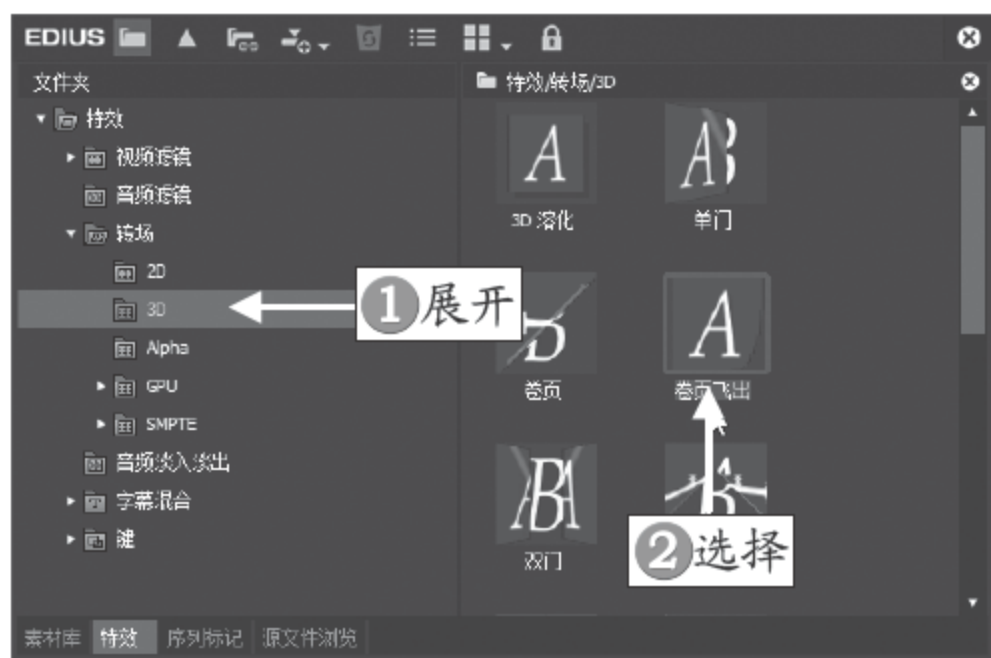 EDIUS
文件夹
特效/转场/3D
特效
视频滤镜
音频滤镜
转场
2D
3D
Alpha
GPU
SMPTE
音频淡入淡出
字幕混合
键
3D 溶化
单门
卷页
卷页飞出
双门
1 展开
2 选择
素材库 特效 序列标记 源文件浏览